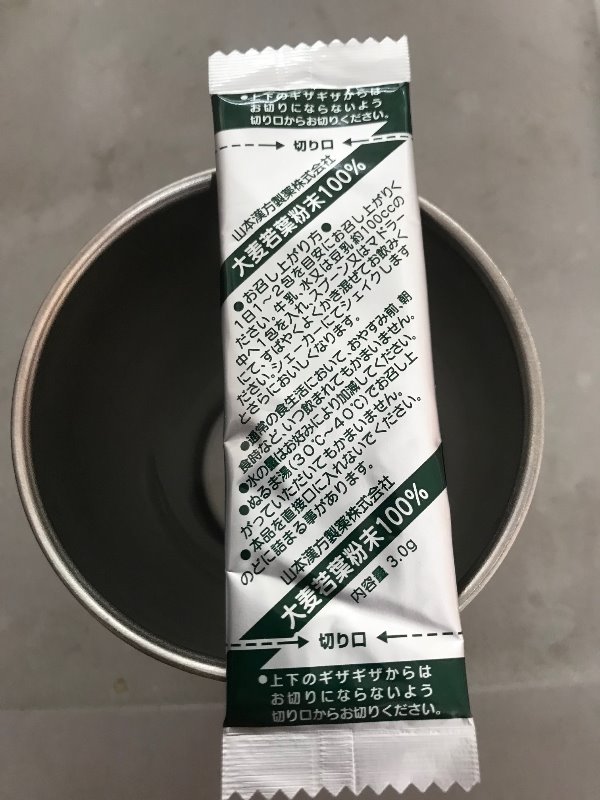 ●上下のギザギザからは
お切りにならないよう
切り口からお切りください。
切り口
山本漢方製薬株式会社
大麦若葉粉末100%
●お召し上がり方●
1日1〜2包を目安にお召し上がりく
ださい。牛乳、水又は豆乳約100ccの
中へ1包を入れ、スプーン又はマドラー
にて、すばやくよくかき混ぜてお飲みく
ださい。シェーカーにてシェイクします
とさらにおいしくなります。
●通常の食生活において、おやすみ前、朝
食時など、いつ飲まれてもかまいません。
●水の量はお好みにより加減してください。
●ぬるま湯(30℃〜40℃)でお召し上
がっていただいてもかまいません。
●本品を直接口に入れないでください。
のどに詰まる事があります。
山本漢方製薬株式会社
大麦若葉粉末100%
内容量 3.0g
切り口
●上下のギザギザからは
お切りにならないよう
切り口からお切りください。